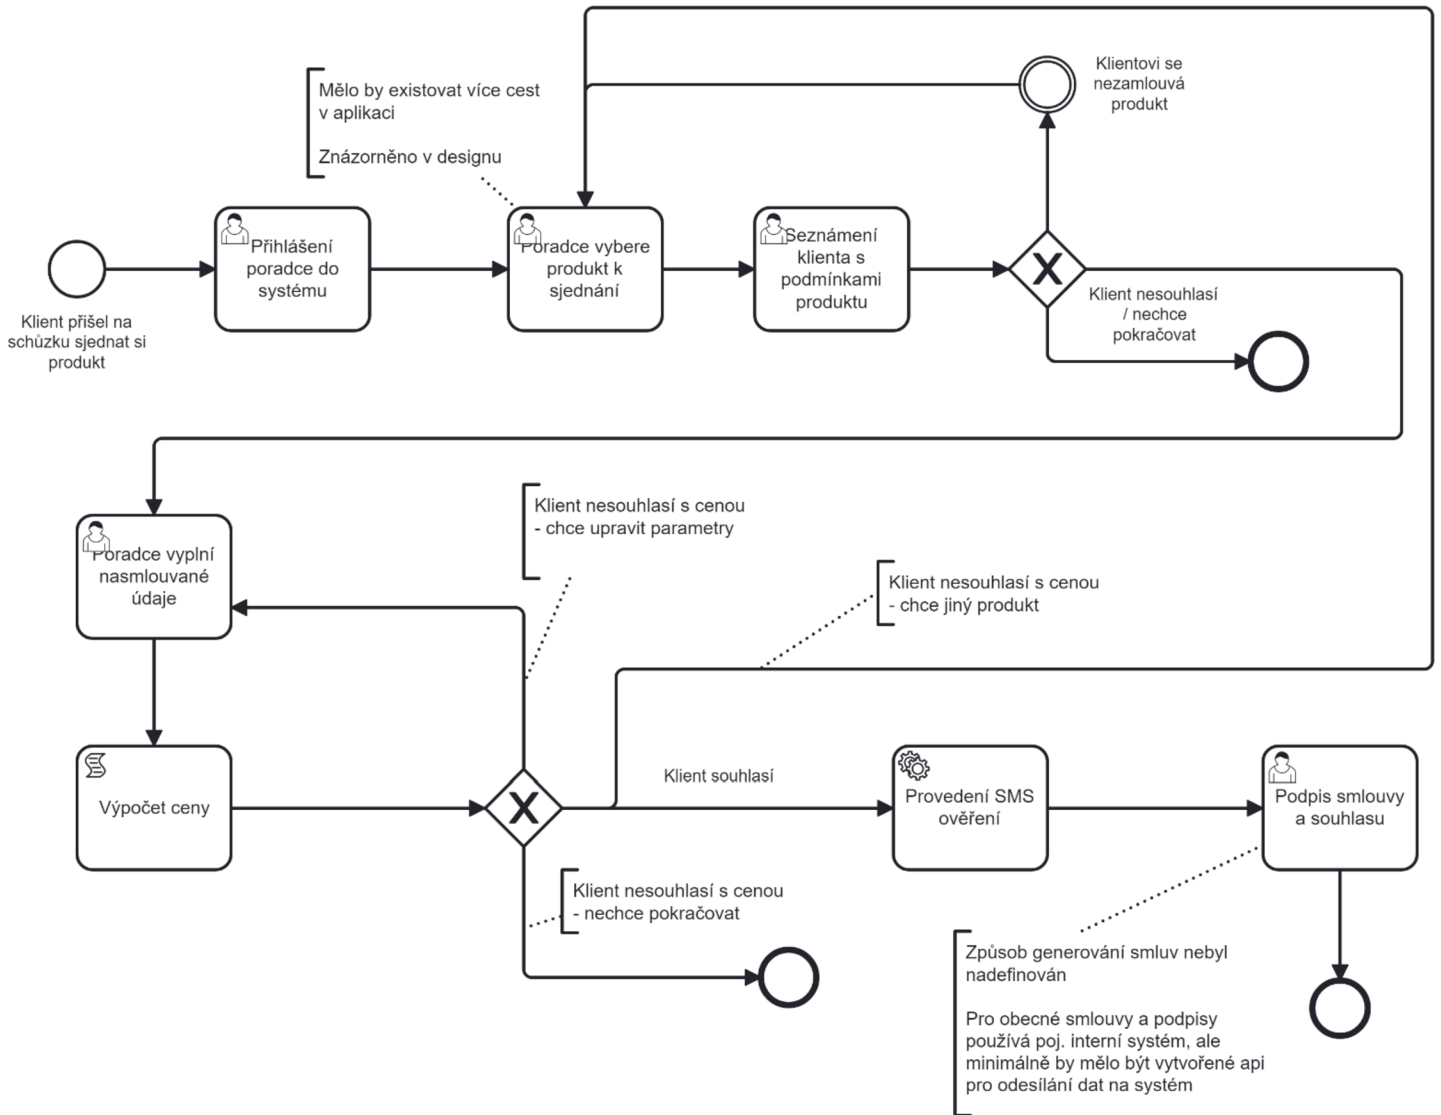 Klientovi se
nezamlouvá
produkt
Mělo by existovat více cest
v aplikaci
Znázorněno v designu
Klient přišel na
schůzku sjednat si
produkt
Přihlášení
poradce do
systému
Poradce vybere
produkt k
sjednání
Seznámení
klienta s
podmínkami
produktu
X
Klient nesouhlasí
/ nechce
pokračovat
Klient nesouhlasí s cenou
- chce upravit parametry
Poradce vyplní
nasmlouvané
údaje
Klient nesouhlasí s cenou
- chce jiný produkt
Výpočet ceny
X
Klient souhlasí
Provedení SMS
ověření
Podpis smlouvy
a souhlasu
Klient nesouhlasí s cenou
- nechce pokračovat
Způsob generování smluv nebyl
nadefinován
Pro obecné smlouvy a podpisy
používá poj. interní systém, ale
minimálně by mělo být vytvořené api
pro odesílání dat na systém